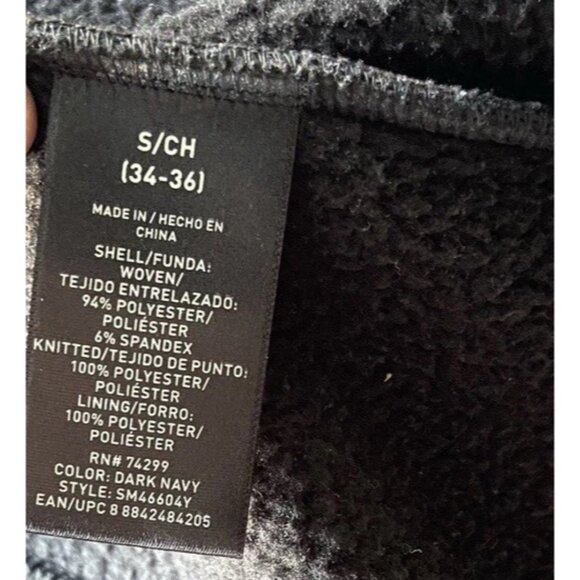 S/CH
(34-36)
MADE IN / HECHO EN
CHINA
SHELL/FUNDA:
WOVEN/
TEJIDO ENTRELAZADO:
94% POLYESTER/
POLIÉSTER
6% SPANDEX
KNITTED/TEJIDO DE PUNTO:
100% POLYESTER/
POLIÉSTER
LINING/FORRO:
100% POLYESTER/
POLIÉSTER
RN# 74299
COLOR: DARK NAVY
STYLE: SM46604Y
EAN/UPC 8 8842484205